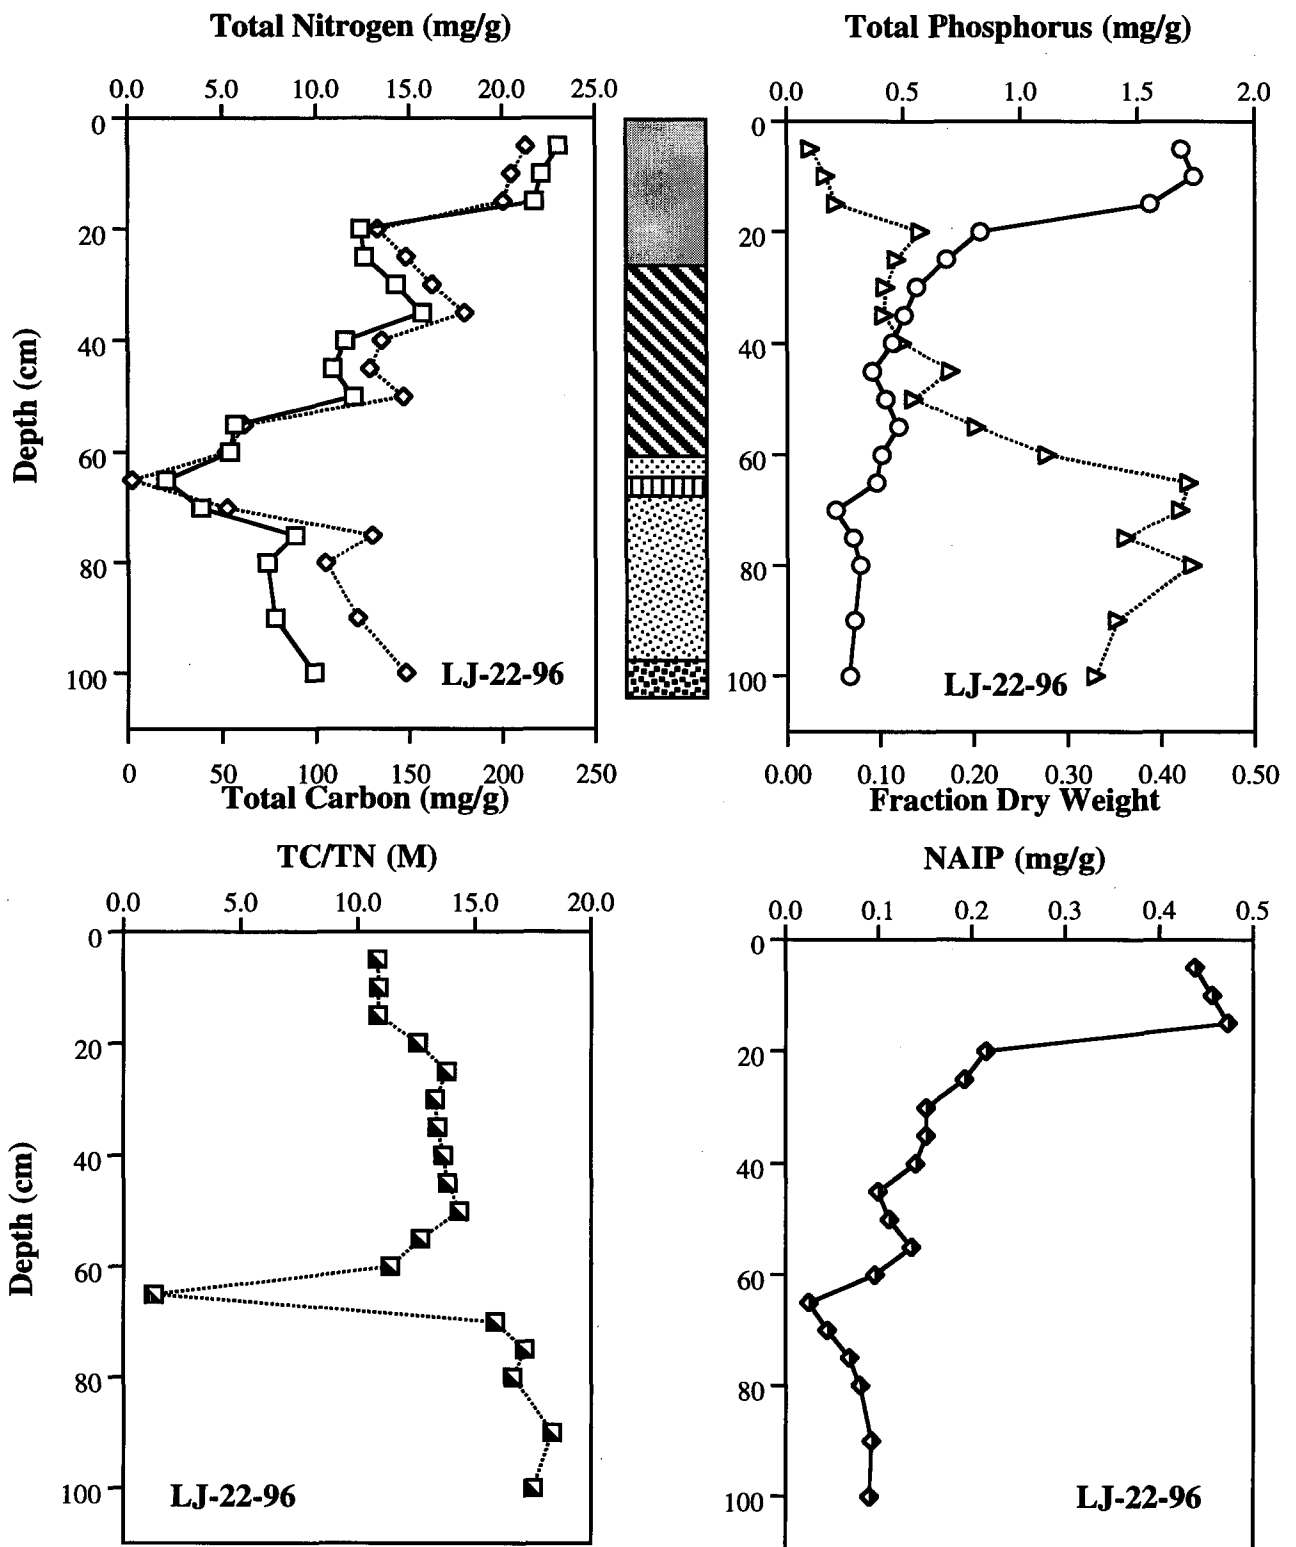 Total Nitrogen (mg/g)
0.0 5.0 10.0 15.0 20.0 25.0
0
20
40
60
80
100
Depth (cm)
LJ-22-96
0 50 100 150 200 250
Total Carbon (mg/g)
Total Phosphorus (mg/g)
0.0 0.5 1.0 1.5 2.0
0
20
40
60
80
100
LJ-22-96
0.00 0.10 0.20 0.30 0.40 0.50
Fraction Dry Weight
TC/TN (M)
0.0 5.0 10.0 15.0 20.0
0
20
40
60
80
100
Depth (cm)
LJ-22-96
NAIP (mg/g)
0.0 0.1 0.2 0.3 0.4 0.5
0
20
40
60
80
100
LJ-22-96